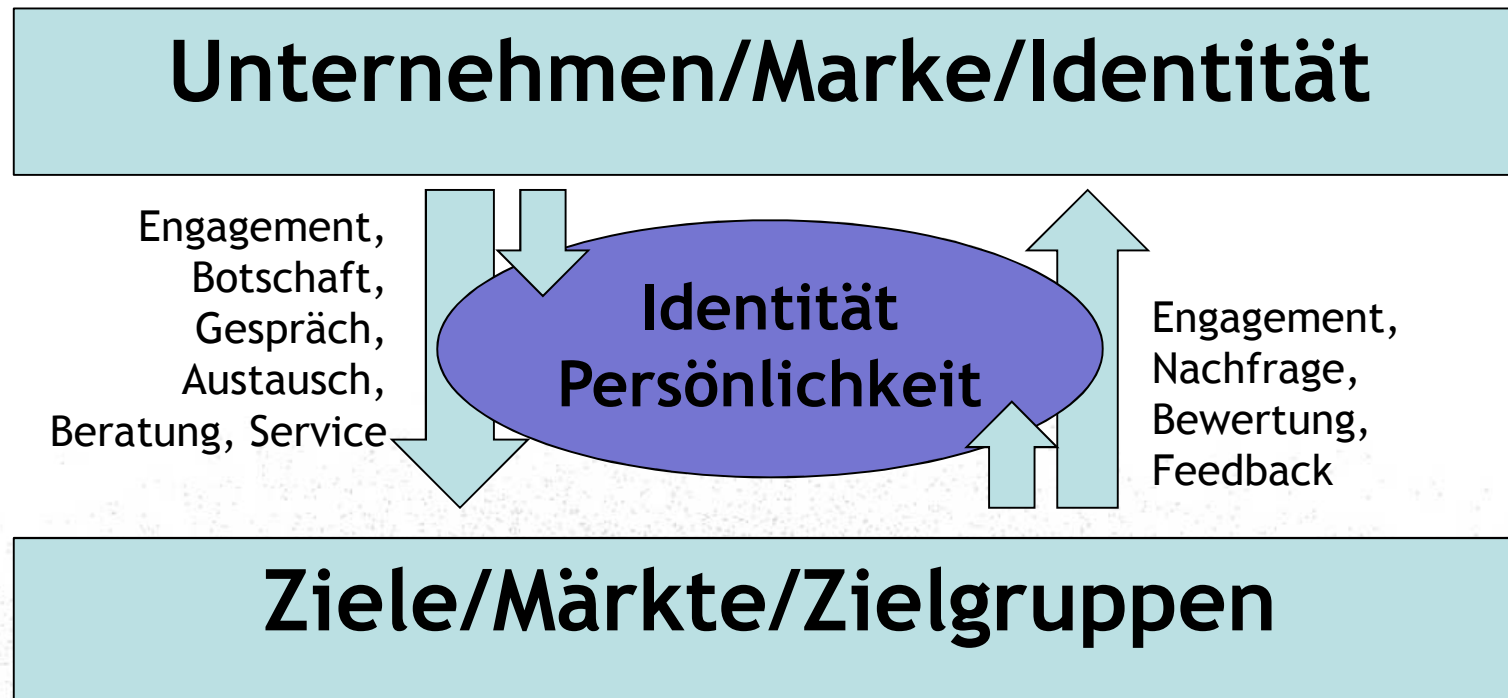 Unternehmen/Marke/Identität
Engagement,
Botschaft,
Gespräch,
Austausch,
Beratung, Service
Identität
Persönlichkeit
Engagement,
Nachfrage,
Bewertung,
Feedback
Ziele/Märkte/Zielgruppen